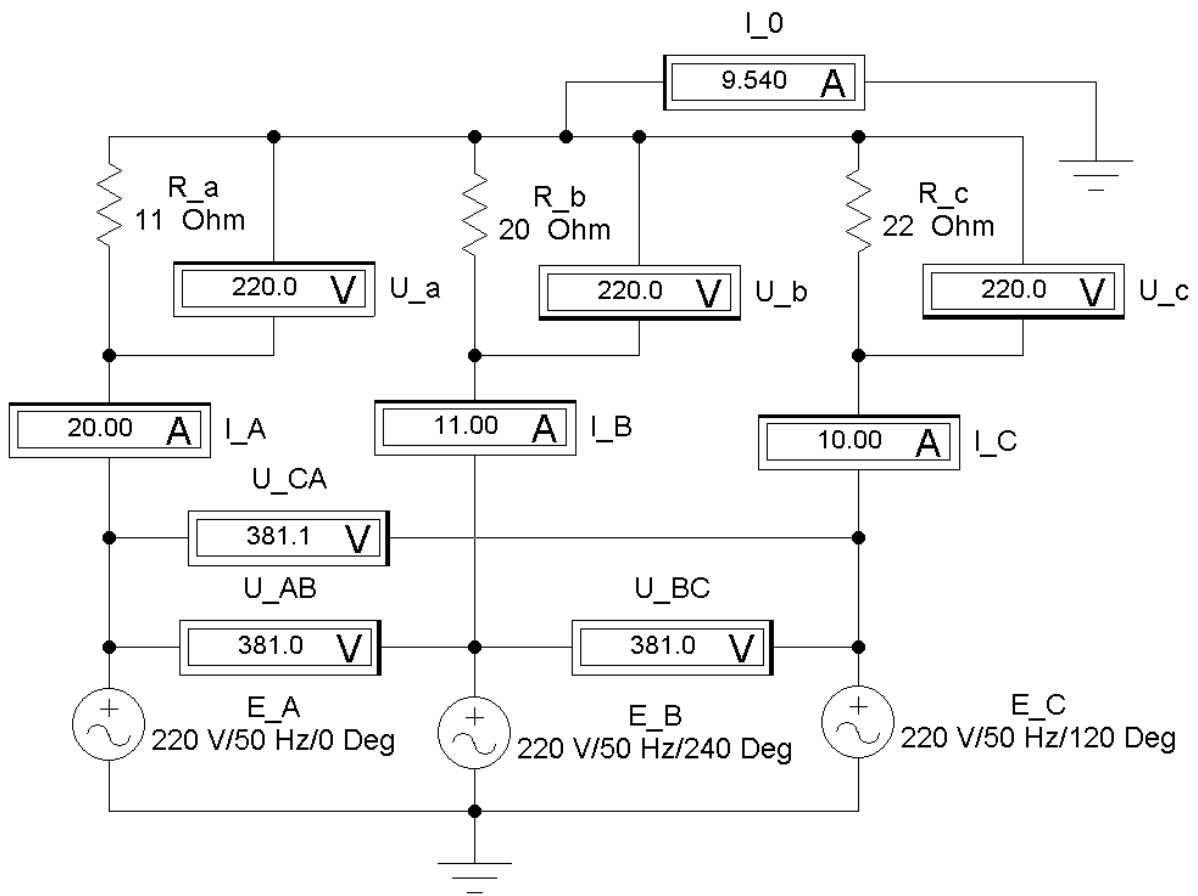 I_0
9.540 A
R_a
11 Ohm
R_b
20 Ohm
R_c
22 Ohm
220.0 V
U_a
220.0 V
U_b
220.0 V
U_c
20.00 A
I_A
11.00 A
I_B
10.00 A
I_C
U_CA
381.1 V
U_AB
381.0 V
U_BC
381.0 V
E_A
220 V/50 Hz/0 Deg
E_B
220 V/50 Hz/240 Deg
E_C
220 V/50 Hz/120 Deg